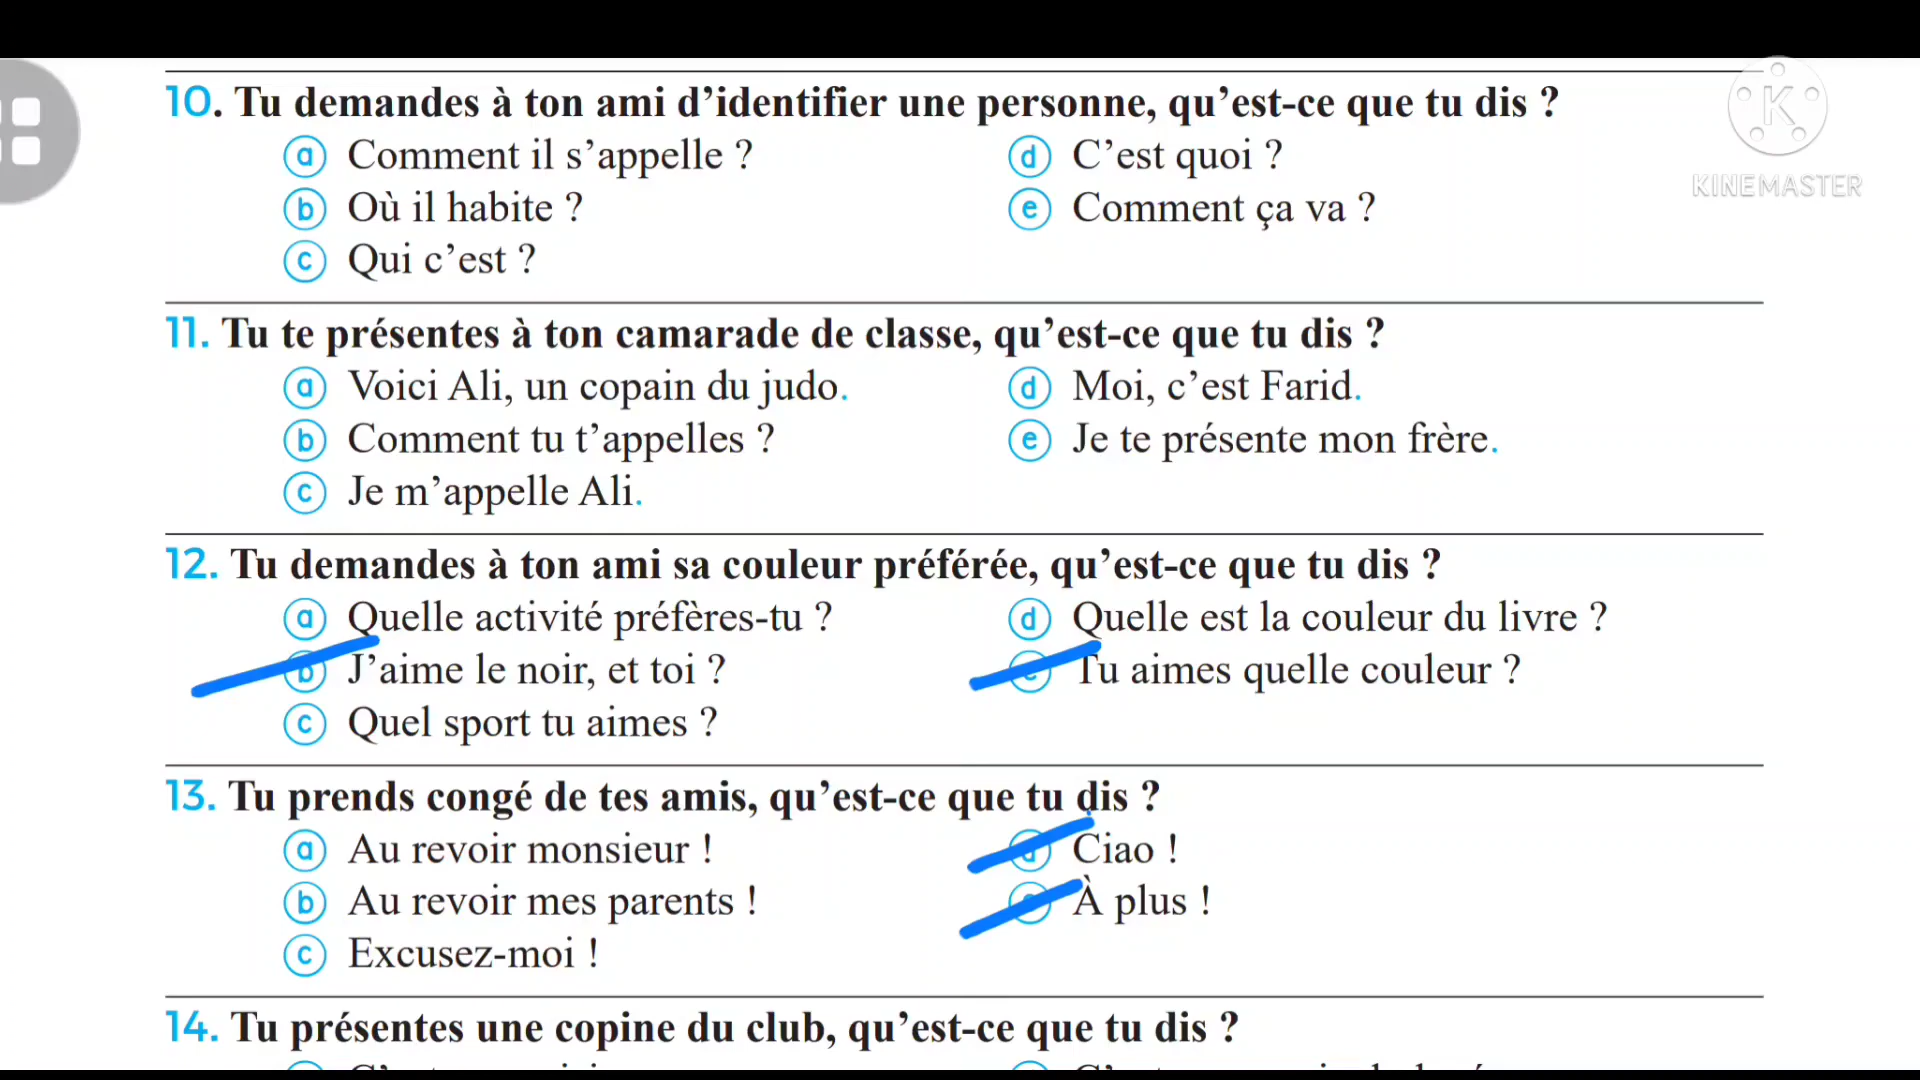 10. Tu demandes à ton ami d'identifier une personne, qu'est-ce que tu dis ?
a Comment il s'appelle ?
d C'est quoi ?
b Où il habite ?
e Comment ça va ?
c Qui c'est ?
KINEMASTER
11. Tu te présentes à ton camarade de classe, qu'est-ce que tu dis ?
a Voici Ali, un copain du judo.
d Moi, c'est Farid.
b Comment tu t'appelles ?
e Je te présente mon frère.
c Je m'appelle Ali.
12. Tu demandes à ton ami sa couleur préférée, qu'est-ce que tu dis ?
a Quelle activité préfères-tu ?
d Quelle est la couleur du livre ?
b J'aime le noir, et toi ?
e Tu aimes quelle couleur ?
c Quel sport tu aimes ?
13. Tu prends congé de tes amis, qu'est-ce que tu dis ?
a Au revoir monsieur !
d Ciao !
b Au revoir mes parents !
e À plus !
c Excusez-moi !
14. Tu présentes une copine du club, qu'est-ce que tu dis ?